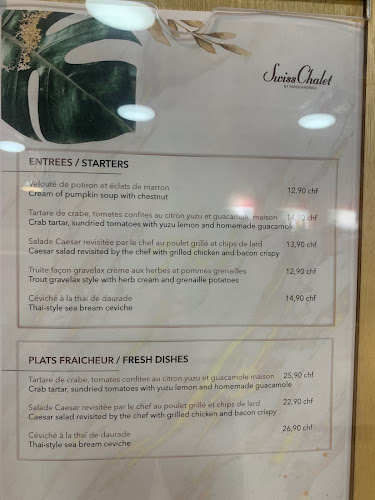 Swiss Chalet
ENTREES / STARTERS
Velouté de potiron et éclats de marron
Cream of pumpkin soup with chestnut
12,90 chf
Tartare de crabe, tomates confites au citron yuzu et guacamole maison
Crab tartar, sundried tomatoes with yuzu lemon and homemade guacamole
14,90 chf
Salade Caesar revisitée par le chef au poulet grillé et chips de lard
Caesar salad revisited by the chef with grilled chicken and bacon crispy
13,90 chf
Truite façon gravelax crème aux herbes et pommes grenailles
Trout gravelax style with herb cream and grenaille potatoes
12,90 chf
Céviché à la thaï de daurade
Thaï-style sea bream ceviche
14,90 chf
PLATS FRAICHEUR / FRESH DISHES
Tartare de crabe, tomates confites au citron yuzu et guacamole maison
Crab tartar, sundried tomatoes with yuzu lemon and homemade guacamole
25,90 chf
Salade Caesar revisitée par le chef au poulet grillé et chips de lard
Caesar salad revisited by the chef with grilled chicken and bacon crispy
22,90 chf
Céviché à la thaï de daurade
Thaï-style sea bream ceviche
26,90 chf